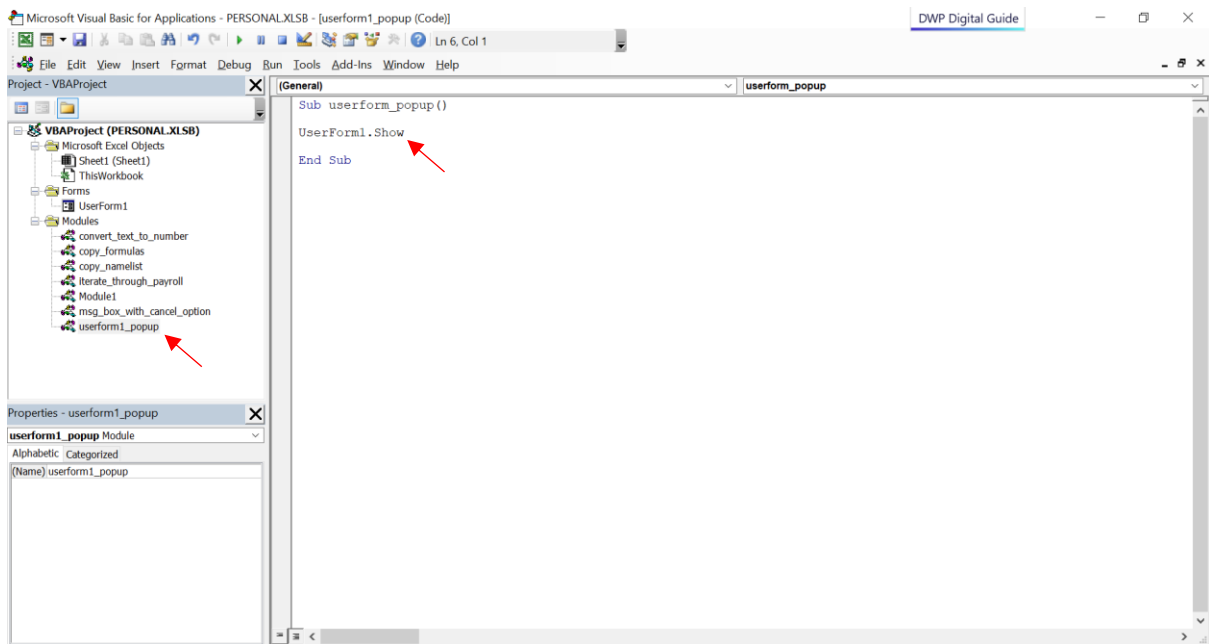 Microsoft Visual Basic for Applications - PERSONAL.XLSB - [userform1_popup (Code)]
DWP Digital Guide
Ln 6, Col 1
File Edit View Insert Format Debug Run Tools Add-Ins Window Help
Project - VBAProject
(General)
userform_popup
VBAProject (PERSONAL.XLSB)
Microsoft Excel Objects
Sheet1 (Sheet1)
ThisWorkbook
Forms
UserForm1
Modules
convert_text_to_number
copy_formulas
copy_namelist
iterate_through_payroll
Module1
msg_box_with_cancel_option
userform1_popup
Sub userform_popup()
UserForm1.Show
End Sub
Properties - userform1_popup
userform1_popup Module
Alphabetic Categorized
(Name) userform1_popup